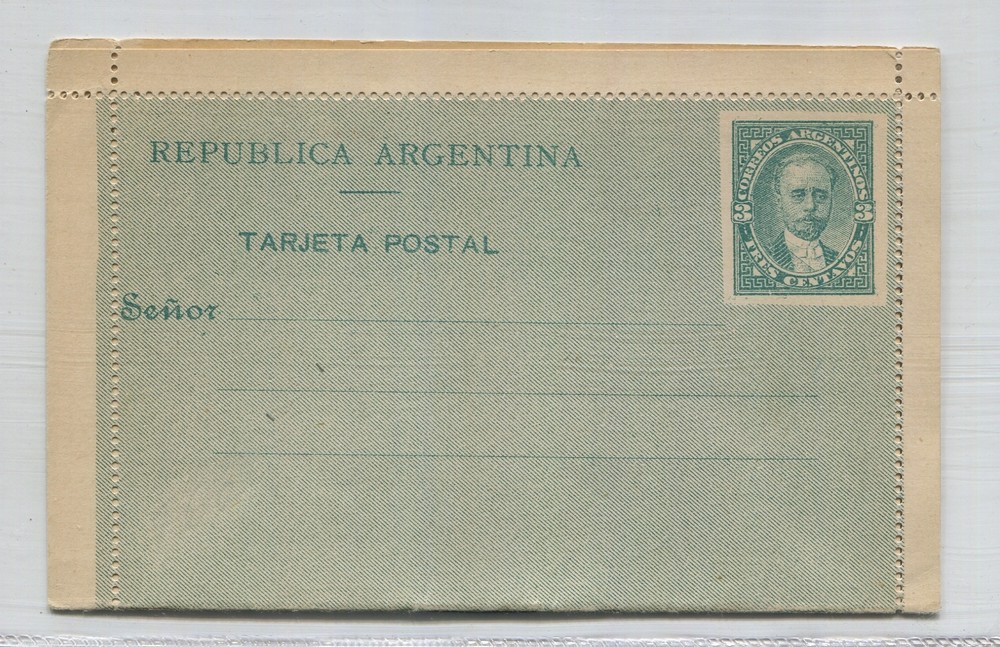 REPUBLICA ARGENTINA
CORREOS ARGENTINOS
3 3
TRES CENTAVOS
TARJETA POSTAL
Señor